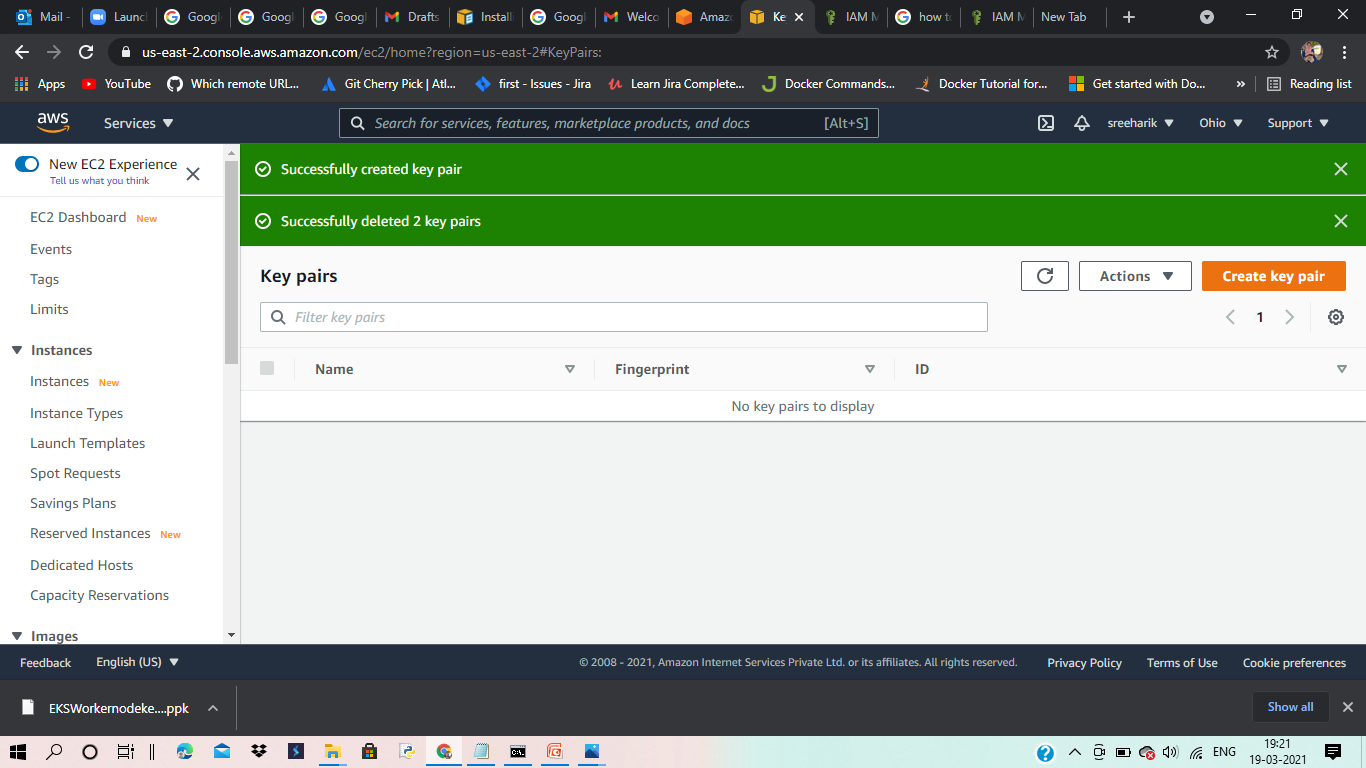 Mail -
Launc
Google
Googl
Googl
Drafts
Install
Googl
Welco
Amaz
Ke
IAM M
how to
IAM M
New Tab
us-east-2.console.aws.amazon.com/ec2/home?region=us-east-2#KeyPairs:
Apps
YouTube
Which remote URL...
Git Cherry Pick | Atl...
first - Issues - Jira
Learn Jira Complete...
Docker Commands...
Docker Tutorial for...
Get started with Do...
»
Reading list
aws
Services
Search for services, features, marketplace products, and docs [Alt+S]
sreeharik
Ohio
Support
New EC2 Experience
Tell us what you think
EC2 Dashboard New
Events
Tags
Limits
Instances
Instances New
Instance Types
Launch Templates
Spot Requests
Savings Plans
Reserved Instances New
Dedicated Hosts
Capacity Reservations
Images
Successfully created key pair
Successfully deleted 2 key pairs
Key pairs
Actions
Create key pair
Filter key pairs
1
Name Fingerprint ID
No key pairs to display
Feedback English (US) © 2008 - 2021, Amazon Internet Services Private Ltd. or its affiliates. All rights reserved. Privacy Policy Terms of Use Cookie preferences
EKSWorkernodeke....ppk
Show all
ENG
19:21
19-03-2021